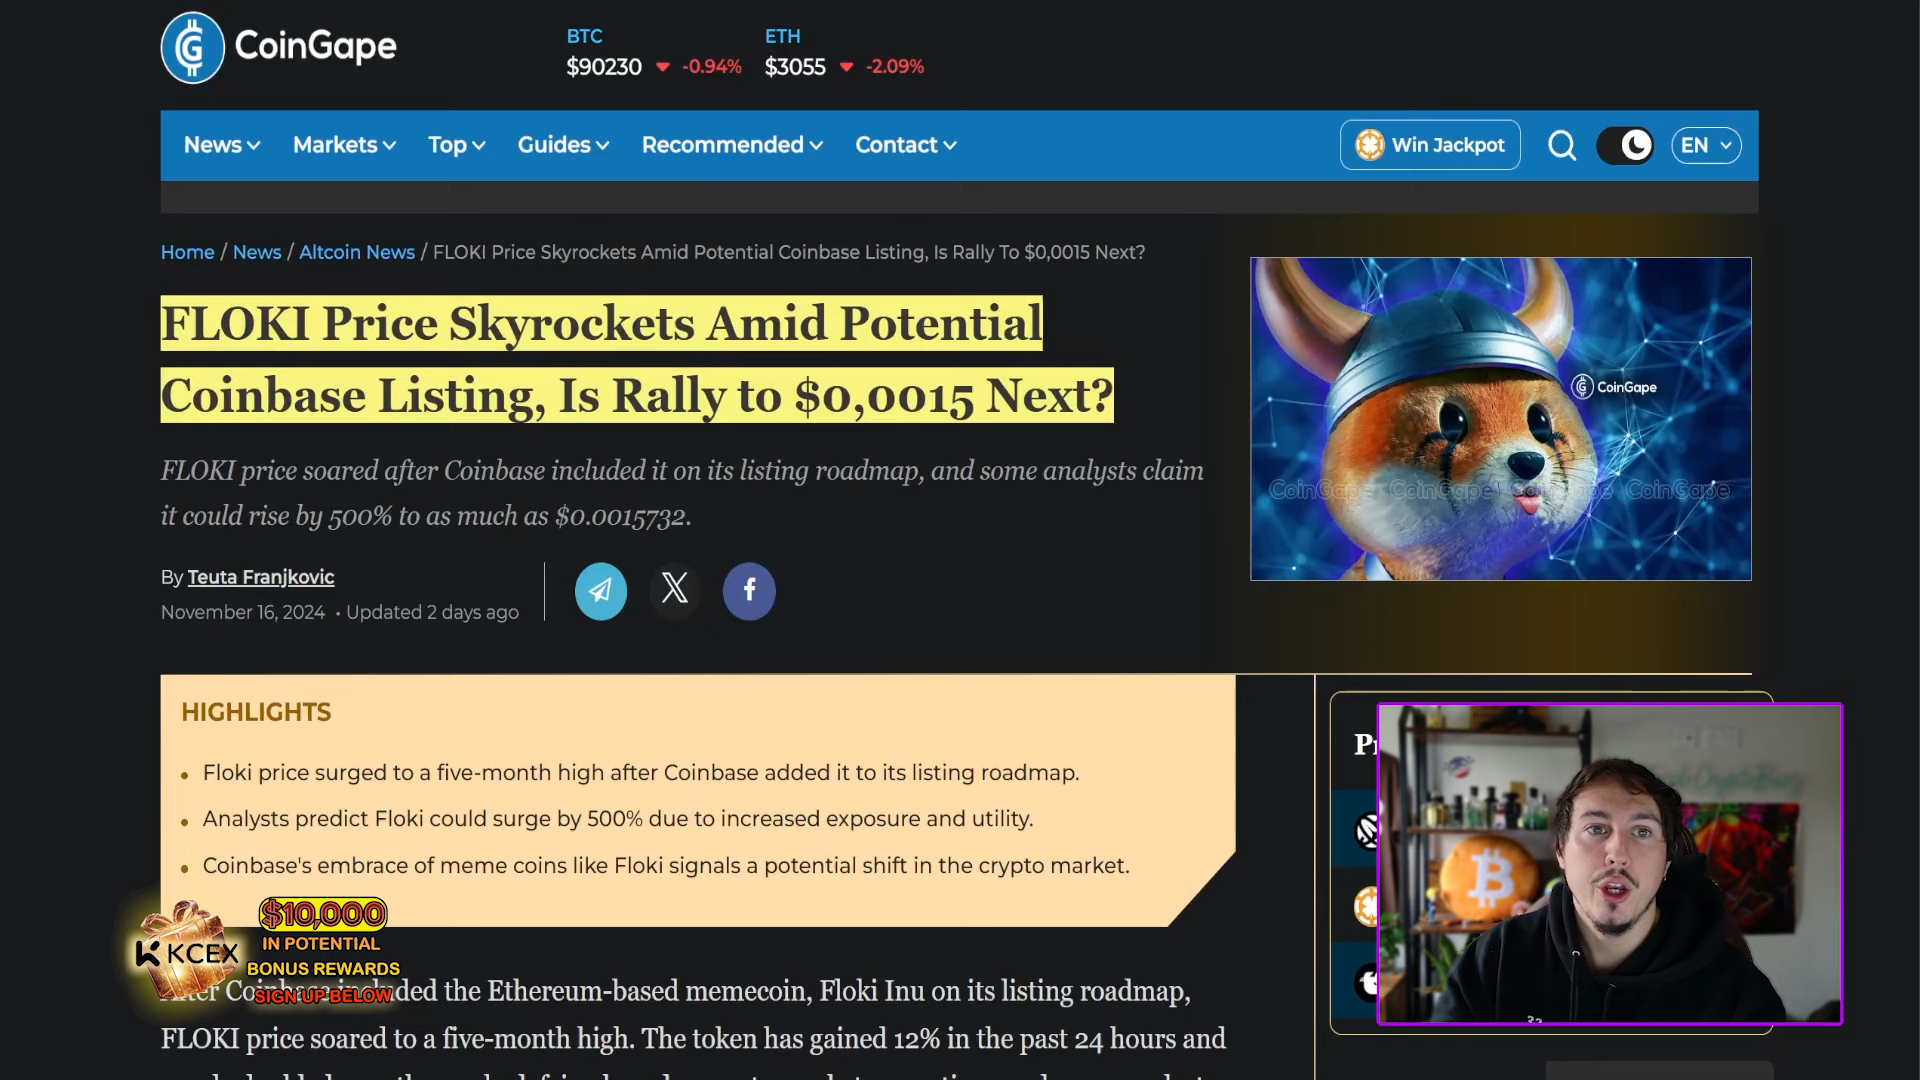 CoinGape
BTC
$90230 -0.94%
ETH
$3055 -2.09%
News Markets Top Guides Recommended Contact
Win Jackpot
EN
Home / News / Altcoin News / FLOKI Price Skyrockets Amid Potential Coinbase Listing, Is Rally To $0,0015 Next?
FLOKI Price Skyrockets Amid Potential
Coinbase Listing, Is Rally to $0,0015 Next?
FLOKI price soared after Coinbase included it on its listing roadmap, and some analysts claim
it could rise by 500% to as much as $0.0015732.
By Teuta Franjkovic
November 16, 2024 • Updated 2 days ago
CoinGape
CoinGape CoinGape CoinGape CoinGape
HIGHLIGHTS
Floki price surged to a five-month high after Coinbase added it to its listing roadmap.
Analysts predict Floki could surge by 500% due to increased exposure and utility.
Coinbase's embrace of meme coins like Floki signals a potential shift in the crypto market.
KCEX
$10,000
IN POTENTIAL
BONUS REWARDS
SIGN UP BELOW
After Coinbase included the Ethereum-based memecoin, Floki Inu on its listing roadmap,
FLOKI price soared to a five-month high. The token has gained 12% in the past 24 hours and